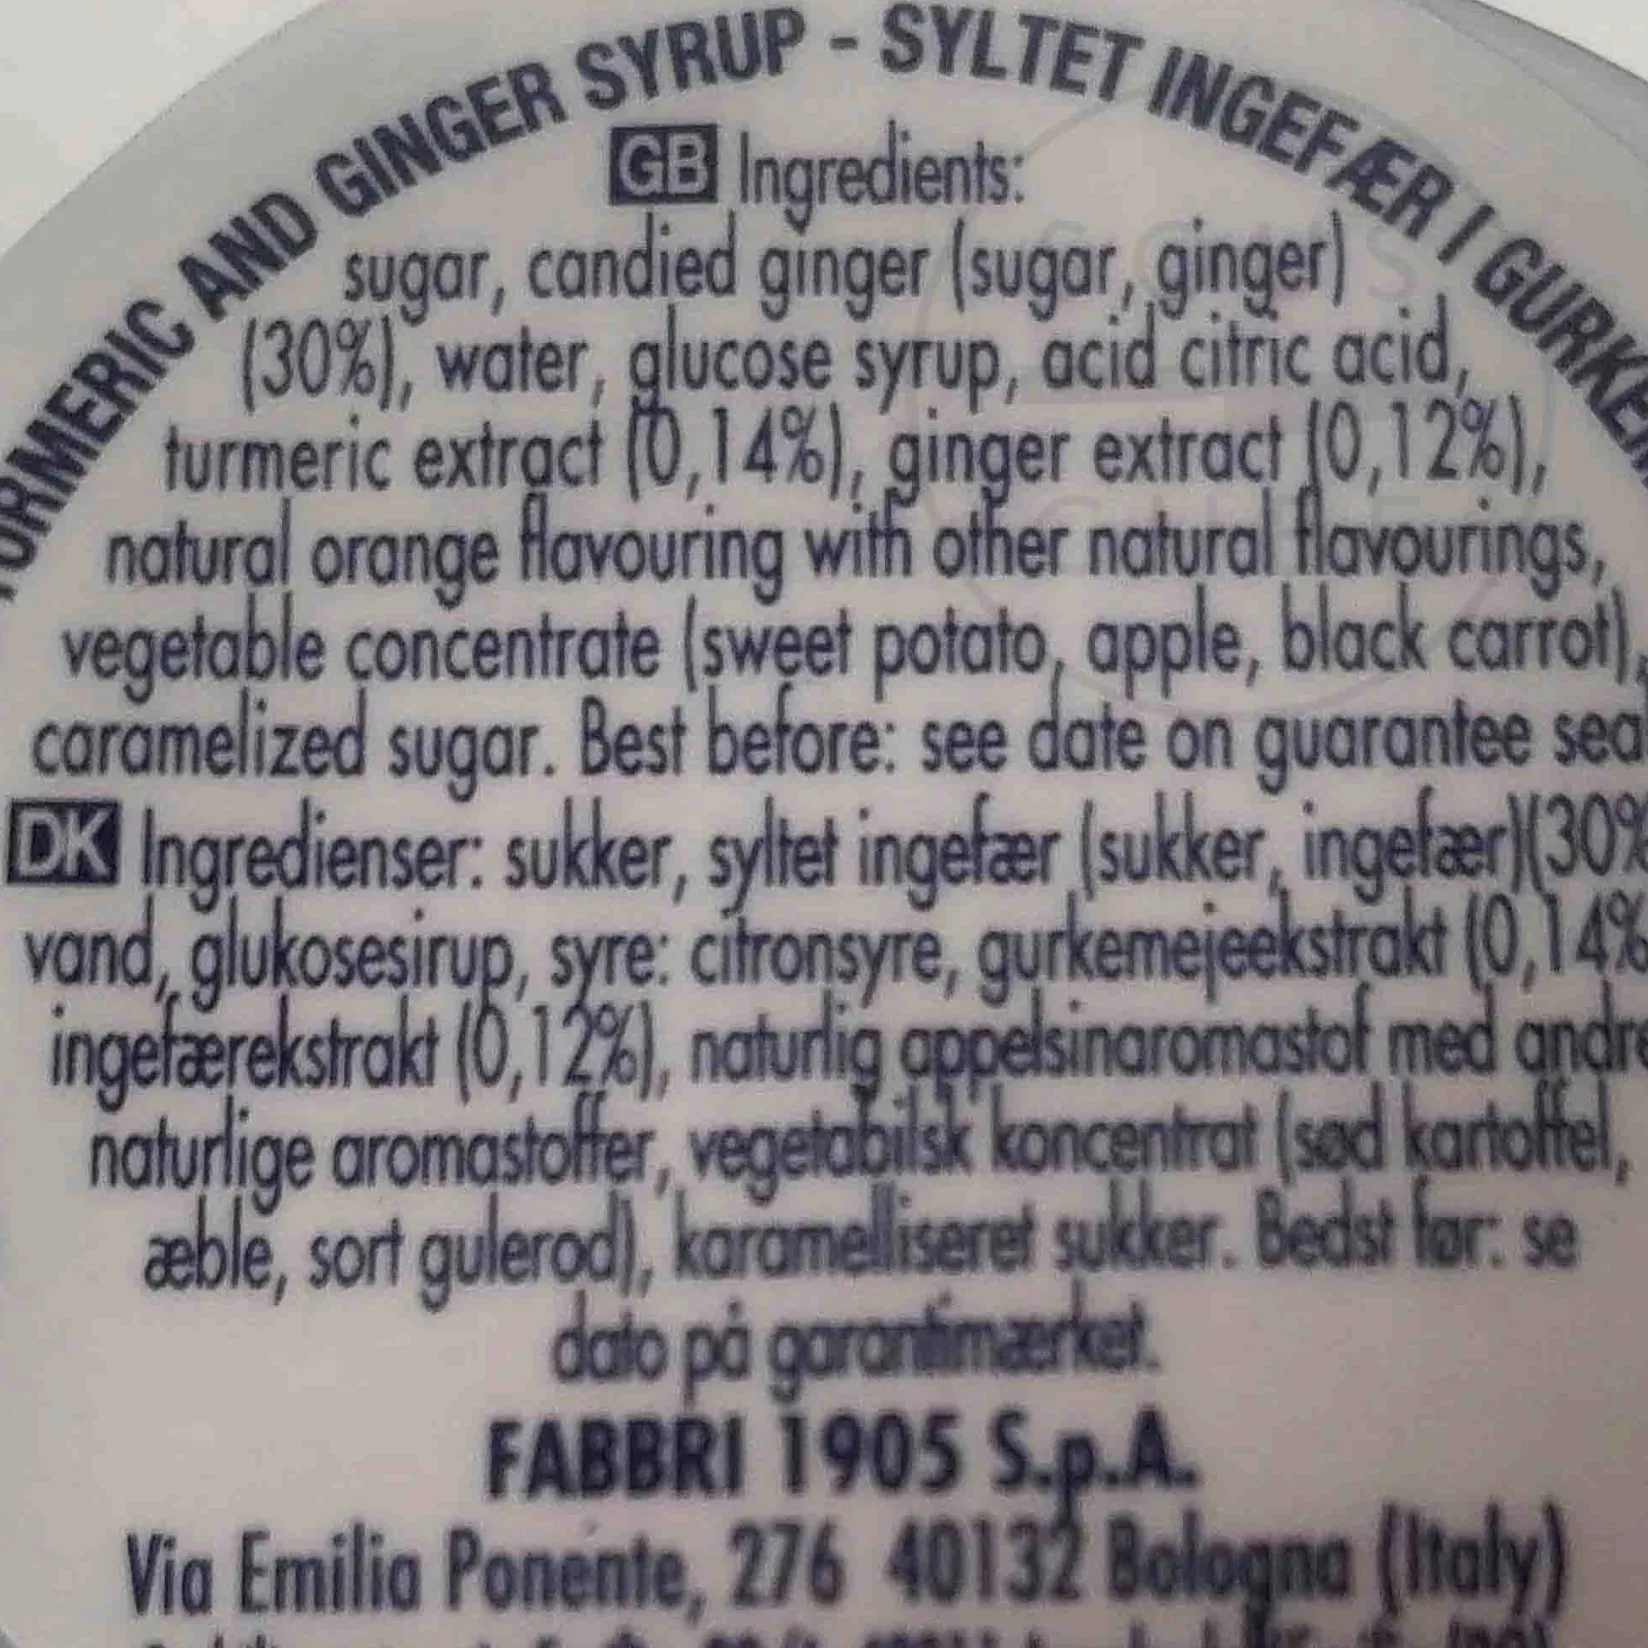 TURMERIC AND GINGER SYRUP - SYLTET INGEFÆR I
GB Ingredients:
sugar, candied ginger (sugar, ginger)
(30%), water, glucose syrup, acid citric acid,
turmeric extract (0,14%), ginger extract (0,12%),
natural orange flavouring with other natural flavourings,
vegetable concentrate (sweet potato, apple, black carrot),
caramelized sugar. Best before: see date on guarantee
DK Ingredienser: sukker, syltet ingefær (sukker, ingefær)(30%
vand, glukosesirup, syre: citronsyre, gurkemejeekstrakt (0,14%
ingefærekstrakt (0,12%), naturlig appelsinaromastof med andre
naturlige aromastoffer, vegetabilsk koncentrat (sød kartoffel,
æble, sort gulerod), karamelliseret sukker. Bedst før: se
dato på garantimærket.
FABBRI 1905 S.p.A.
Via Emilia Ponente, 276 40132 Bologna (Italy)